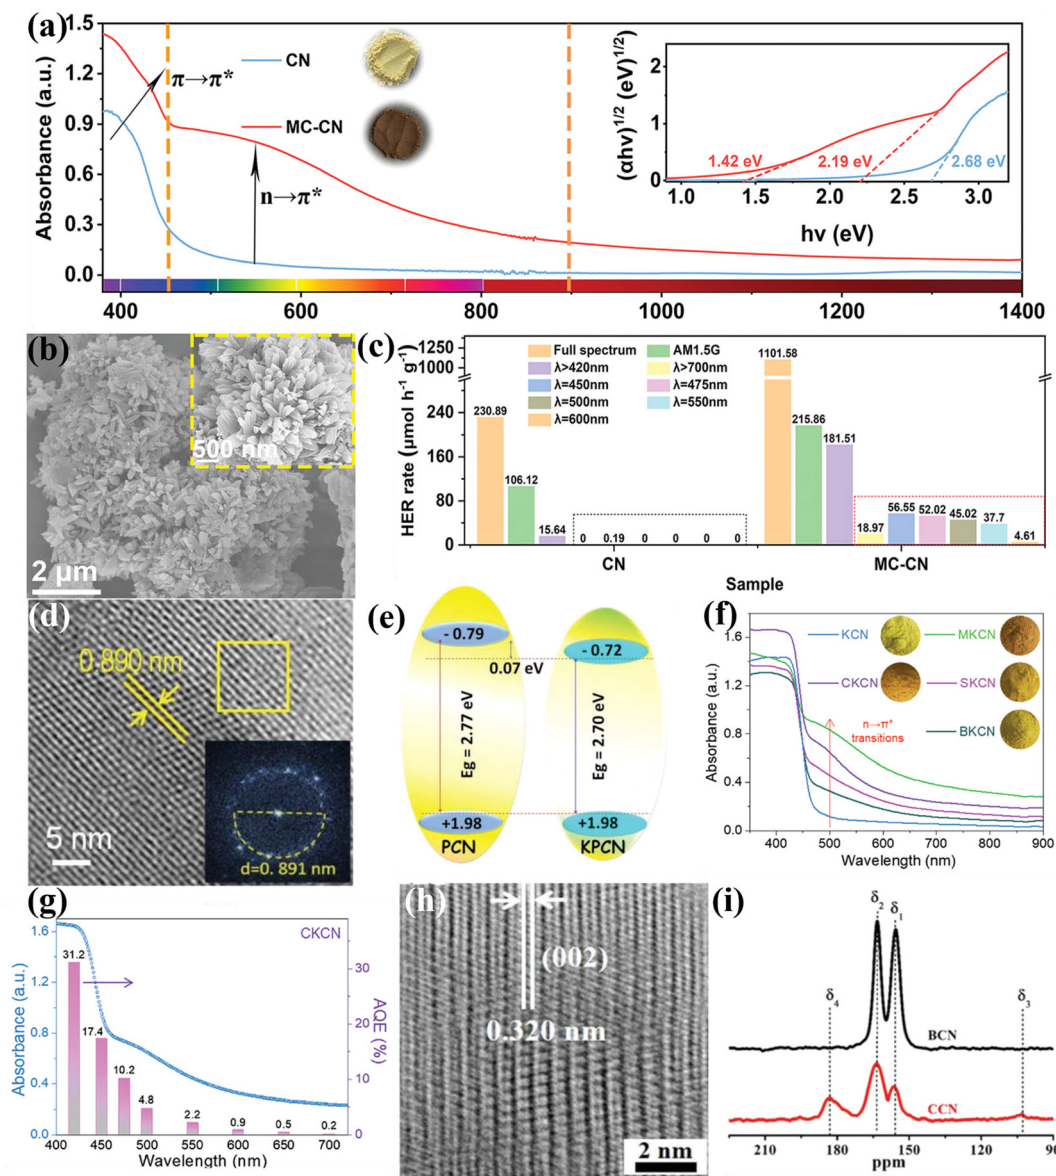 (a)
Absorbance (a.u.)
1.5
1.2
0.9
0.6
0.3
0.0
CN
MC-CN
π→π*
n→π*
400
600
800
1000
1200
1400
(αhv)1/2 (eV)1/2
2
1
0
1.42 eV
2.19 eV
2.68 eV
1.0
1.5
2.0
2.5
3.0
hv (eV)
(b)
500 nm
2 μm
(c)
HER rate (μmol h-1 g-1)
1250
1000
240
160
80
0
Full spectrum
AM1.5G
λ>420nm
λ>700nm
λ=450nm
λ=475nm
λ=500nm
λ=550nm
λ=600nm
230.89
106.12
15.64
0
0.19
0
0
0
0
1101.58
215.86
181.51
18.97
56.55
52.02
45.02
37.7
4.61
CN
MC-CN
Sample
(d)
0.890 nm
5 nm
d=0. 891 nm
(e)
- 0.79
- 0.72
0.07 eV
Eg = 2.77 eV
Eg = 2.70 eV
+1.98
+1.98
PCN
KPCN
(f)
Absorbance (a.u.)
1.6
1.2
0.8
0.4
0.0
KCN
MKCN
CKCN
SKCN
BKCN
n→π*
transitions
400
500
600
700
800
900
Wavelength (nm)
(g)
Absorbance (a.u.)
1.6
1.2
0.8
0.4
0.0
CKCN
31.2
17.4
10.2
4.8
2.2
0.9
0.5
0.2
30
20
10
0
AQE (%)
400
450
500
550
600
650
700
Wavelength (nm)
(h)
(002)
0.320 nm
2 nm
(i)
δ2
δ1
δ4
δ3
BCN
CCN
210
180
150
120
90
ppm